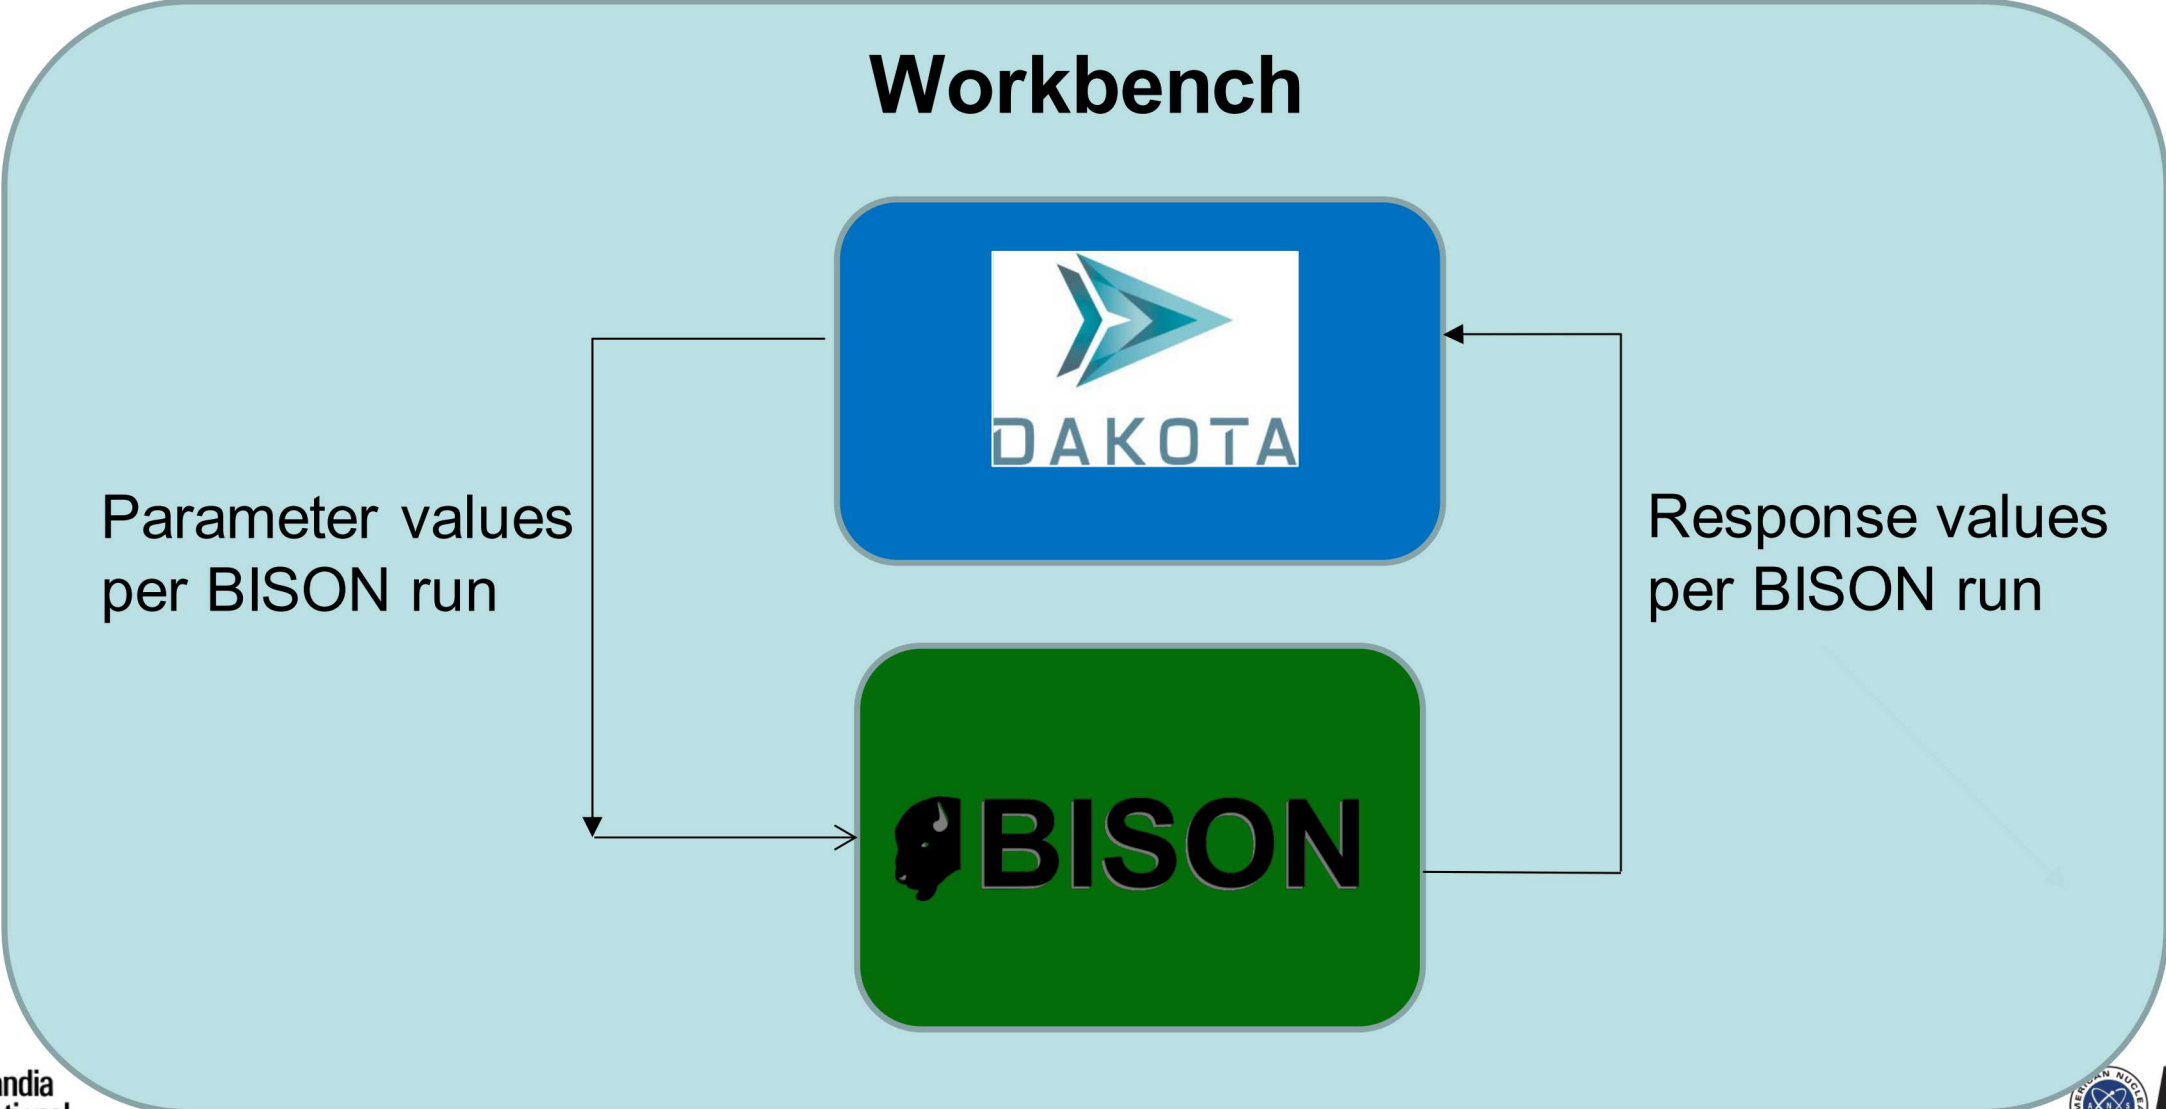 Workbench
DAKOTA
Parameter values
per BISON run
Response values
per BISON run
BISON